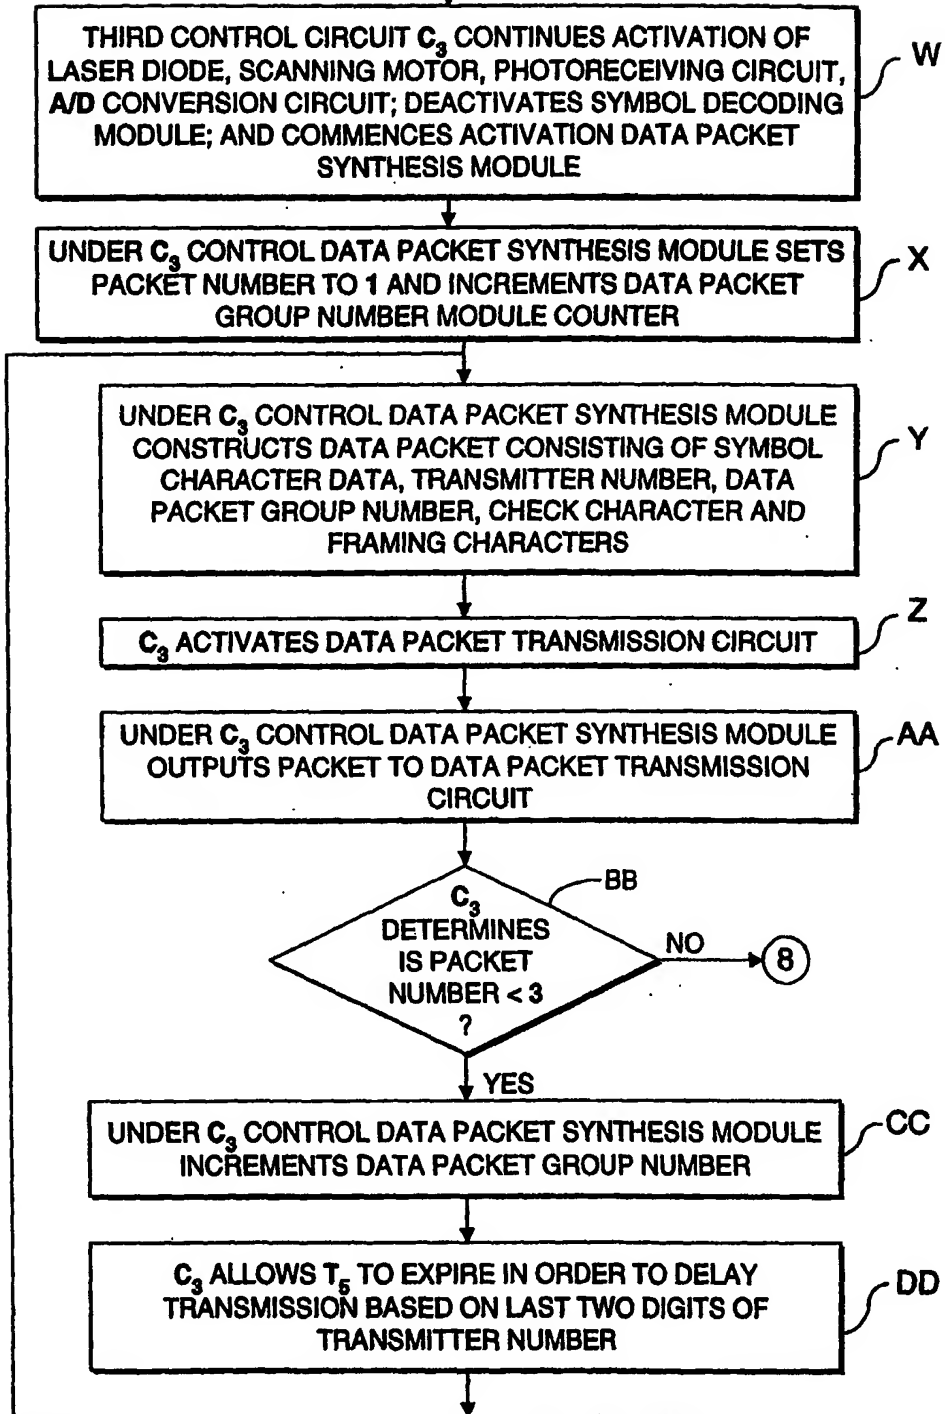 THIRD CONTROL CIRCUIT C₃ CONTINUES ACTIVATION OF
LASER DIODE, SCANNING MOTOR, PHOTORECEIVING CIRCUIT,
A/D CONVERSION CIRCUIT; DEACTIVATES SYMBOL DECODING
MODULE; AND COMMENCES ACTIVATION DATA PACKET
SYNTHESIS MODULE
W
UNDER C₃ CONTROL DATA PACKET SYNTHESIS MODULE SETS
PACKET NUMBER TO 1 AND INCREMENTS DATA PACKET
GROUP NUMBER MODULE COUNTER
X
UNDER C₃ CONTROL DATA PACKET SYNTHESIS MODULE
CONSTRUCTS DATA PACKET CONSISTING OF SYMBOL
CHARACTER DATA, TRANSMITTER NUMBER, DATA
PACKET GROUP NUMBER, CHECK CHARACTER AND
FRAMING CHARACTERS
Y
C₃ ACTIVATES DATA PACKET TRANSMISSION CIRCUIT
Z
UNDER C₃ CONTROL DATA PACKET SYNTHESIS MODULE
OUTPUTS PACKET TO DATA PACKET TRANSMISSION
CIRCUIT
AA
C₃
DETERMINES
IS PACKET
NUMBER < 3
?
BB
NO
8
YES
UNDER C₃ CONTROL DATA PACKET SYNTHESIS MODULE
INCREMENTS DATA PACKET GROUP NUMBER
CC
C₃ ALLOWS T₅ TO EXPIRE IN ORDER TO DELAY
TRANSMISSION BASED ON LAST TWO DIGITS OF
TRANSMITTER NUMBER
DD